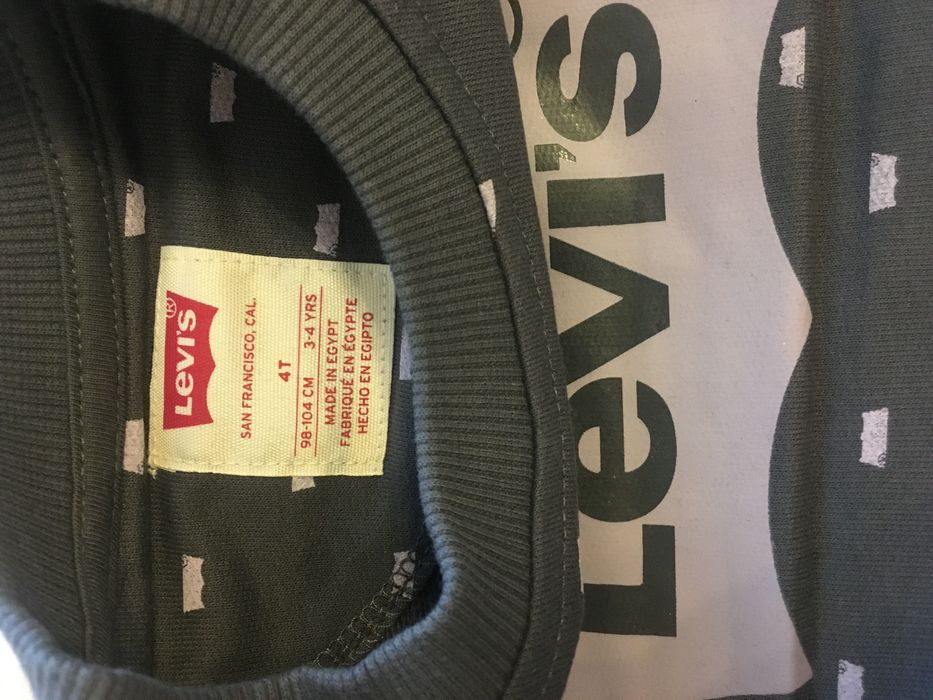 Levi's®
SAN FRANCISCO, CAL.
4T
98-104 CM 3-4 YRS
MADE IN EGYPT
FABRIQUÉ EN ÉGYPTE
HECHO EN EGIPTO
Levi's